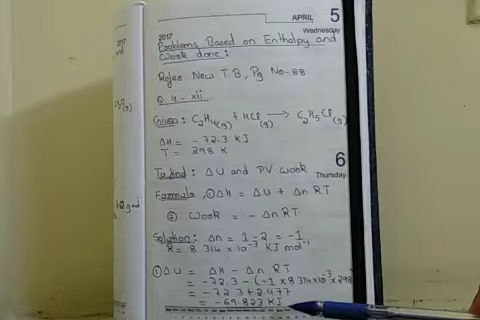 APRIL 5
Wednesday
2017
Problems Based on Enthalpy and
Work done:
New T.B, Pg No-88
Q. 4 - xii
Given: C₂H₄(g) + HCl(g) → C₂H₅Cl(g)
ΔH = -72.3 KJ
T = 298 K
6
Thursday
To find: ΔU and PV work
Formula, ① ΔH = ΔU + Δn RT
② Work = - Δn RT
Solution: Δn = 1-2 = -1
R = 8.314 x 10⁻³ KJ mol⁻¹
① ΔU = ΔH - Δn RT
= -72.3 - (-1 x 8.314x10⁻³x 298
= -72.3 + 2.477
= -69.823 KJ